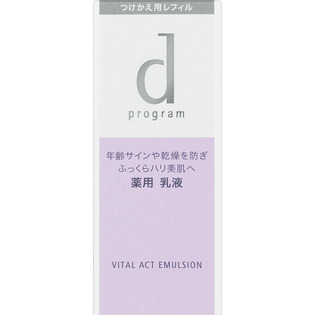 つけかえ用レフィル
d
program
年齢サインや乾燥を防ぎ
ふっくらハリ美肌へ
薬用 乳液
VITAL ACT EMULSION